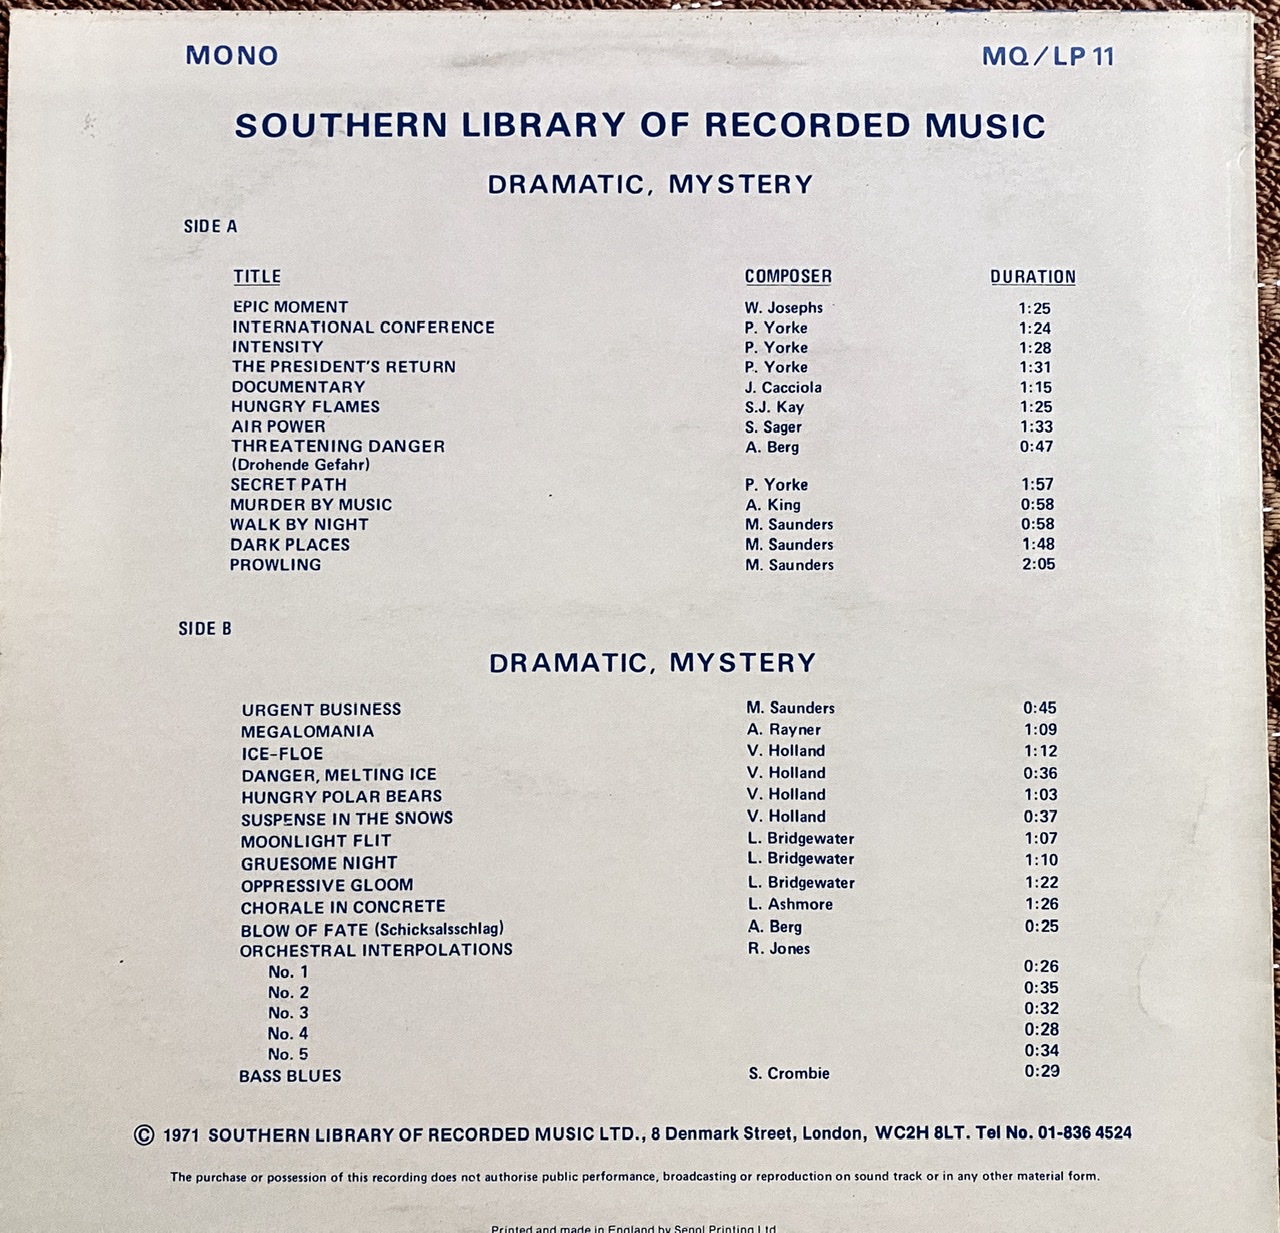 MONO MQ/LP 11
SOUTHERN LIBRARY OF RECORDED MUSIC
DRAMATIC, MYSTERY
SIDE A
TITLE COMPOSER DURATION
EPIC MOMENT W. Josephs 1:25
INTERNATIONAL CONFERENCE P. Yorke 1:24
INTENSITY P. Yorke 1:28
THE PRESIDENT'S RETURN P. Yorke 1:31
DOCUMENTARY J. Cacciola 1:15
HUNGRY FLAMES S.J. Kay 1:25
AIR POWER S. Sager 1:33
THREATENING DANGER A. Berg 0:47
(Drohende Gefahr)
SECRET PATH P. Yorke 1:57
MURDER BY MUSIC A. King 0:58
WALK BY NIGHT M. Saunders 0:58
DARK PLACES M. Saunders 1:48
PROWLING M. Saunders 2:05
SIDE B
DRAMATIC, MYSTERY
URGENT BUSINESS M. Saunders 0:45
MEGALOMANIA A. Rayner 1:09
ICE-FLOE V. Holland 1:12
DANGER, MELTING ICE V. Holland 0:36
HUNGRY POLAR BEARS V. Holland 1:03
SUSPENSE IN THE SNOWS V. Holland 0:37
MOONLIGHT FLIT L. Bridgewater 1:07
GRUESOME NIGHT L. Bridgewater 1:10
OPPRESSIVE GLOOM L. Bridgewater 1:22
CHORALE IN CONCRETE L. Ashmore 1:26
BLOW OF FATE (Schicksalsschlag) A. Berg 0:25
ORCHESTRAL INTERPOLATIONS R. Jones
No. 1 0:26
No. 2 0:35
No. 3 0:32
No. 4 0:28
No. 5 0:34
BASS BLUES S. Crombie 0:29
© 1971 SOUTHERN LIBRARY OF RECORDED MUSIC LTD., 8 Denmark Street, London, WC2H 8LT. Tel No. 01-836 4524
The purchase or possession of this recording does not authorise public performance, broadcasting or reproduction on sound track or in any other material form.
Printed and made in England by Senol Printing Ltd